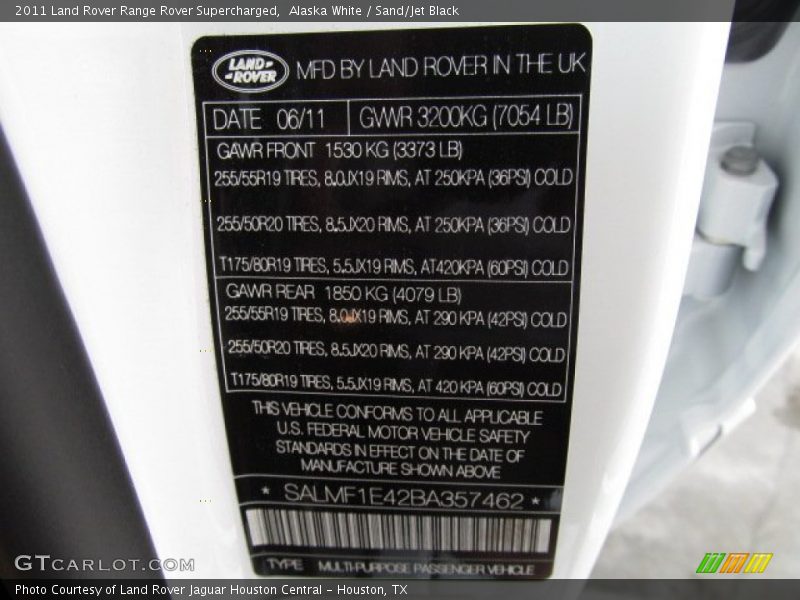 2011 Land Rover Range Rover Supercharged,  Alaska White / Sand/Jet Black
LAND-
-ROVER
MFD BY LAND ROVER IN THE UK
DATE 06/11 GVWR 3200KG (7054 LB)
GAWR FRONT 1530 KG (3373 LB)
255/55R19 TIRES, 8.0JX19 RIMS, AT 250KPA (36PSI) COLD
255/50R20 TIRES, 8.5JX20 RIMS, AT 250KPA (36PSI) COLD
T175/80R19 TIRES, 5.5JX19 RIMS, AT420KPA (60PSI) COLD
GAWR REAR 1850 KG (4079 LB)
255/55R19 TIRES, 8.0JX19 RIMS, AT 290 KPA (42PSI) COLD
255/50R20 TIRES, 8.5JX20 RIMS, AT 290 KPA (42PSI) COLD
T175/80R19 TIRES, 5.5JX19 RIMS, AT 420 KPA (60PSI) COLD
THIS VEHICLE CONFORMS TO ALL APPLICABLE
U.S. FEDERAL MOTOR VEHICLE SAFETY
STANDARDS IN EFFECT ON THE DATE OF
MANUFACTURE SHOWN ABOVE
* SALMF1E42BA357462 *
TYPE MULTI-PURPOSE PASSENGER VEHICLE
GTCARLOT.COM
Photo Courtesy of Land Rover Jaguar Houston Central - Houston, TX